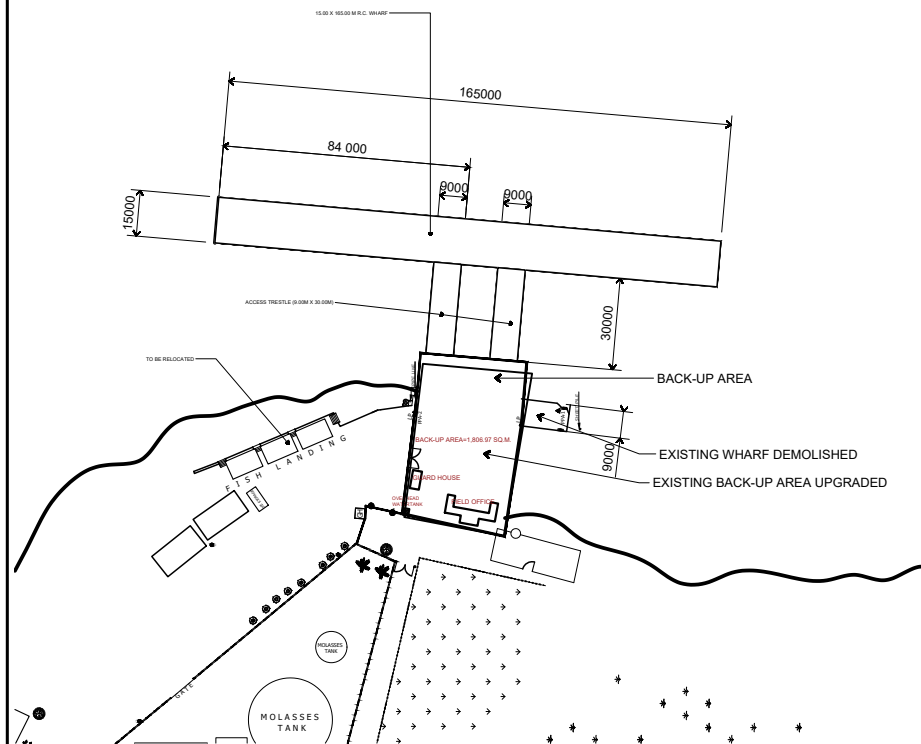 15.00 X 165.00 M R.C. WHARF
165000
84 000
9000
9000
15000
ACCESS TRESTLE (9.00M X 30.00M)
30000
TO BE RELOCATED
BACK-UP AREA
BACK-UP AREA=1,806.97 SQ.M.
EXISTING WHARF DEMOLISHED
9000
EXISTING BACK-UP AREA UPGRADED
FISH LANDING
GUARD HOUSE
OVERHEAD
WATER TANK
FIELD OFFICE
MOLASSES
TANK
GATE
MOLASSES
TANK